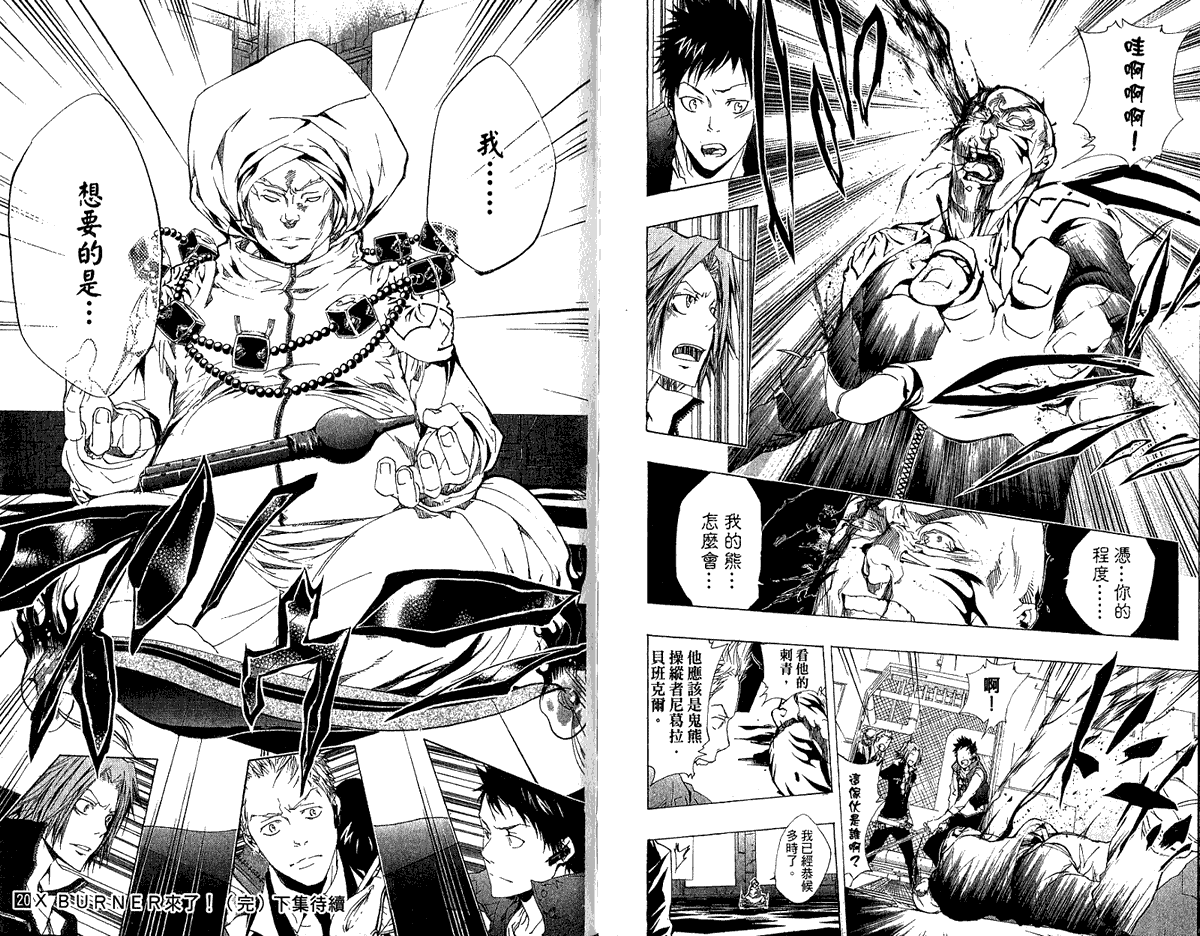 哇啊啊啊！
憑…你的
程度……
我的熊…
怎麼會…
啊！
這傢伙是誰啊？
看他的
刺青
他應該是鬼熊
操縱者尼葛拉．
貝班克爾。
我已經恭候
多時了。
我……
想要的是…
20 X BURNER來了！（完）下集待續